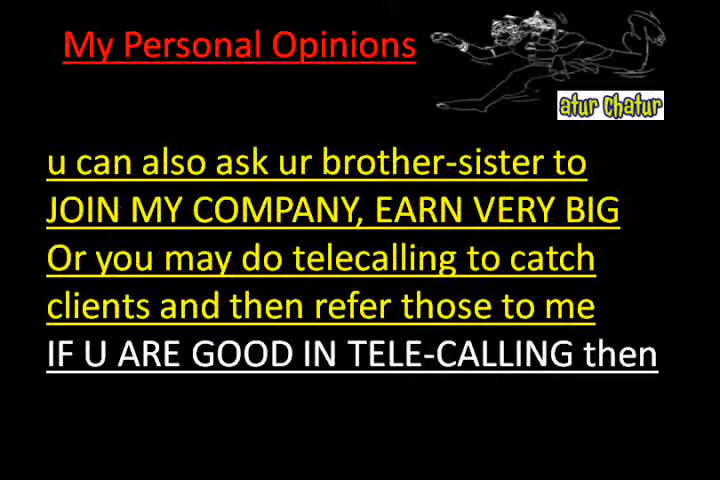 My Personal Opinions
atur chatur
u can also ask ur brother-sister to
JOIN MY COMPANY, EARN VERY BIG
Or you may do telecalling to catch
clients and then refer those to me
IF U ARE GOOD IN TELE-CALLING then